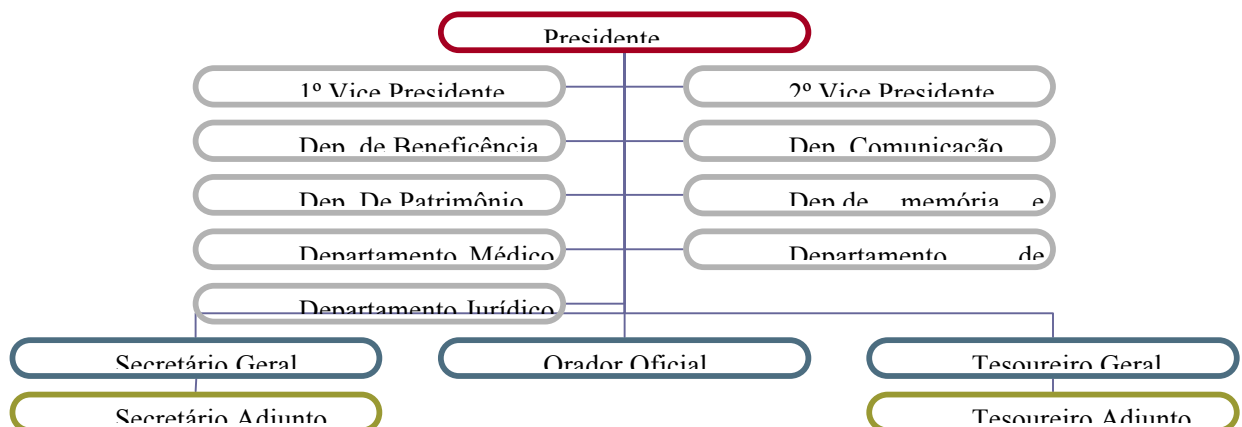 Presidente
1º Vice Presidente
2º Vice Presidente
Dep. de Beneficência
Dep. Comunicação
Dep. De Patrimônio
Dep.de memória e
Departamento Médico
Departamento de
Departamento Jurídico
Secretário Geral
Orador Oficial
Tesoureiro Geral
Secretário Adjunto
Tesoureiro Adjunto